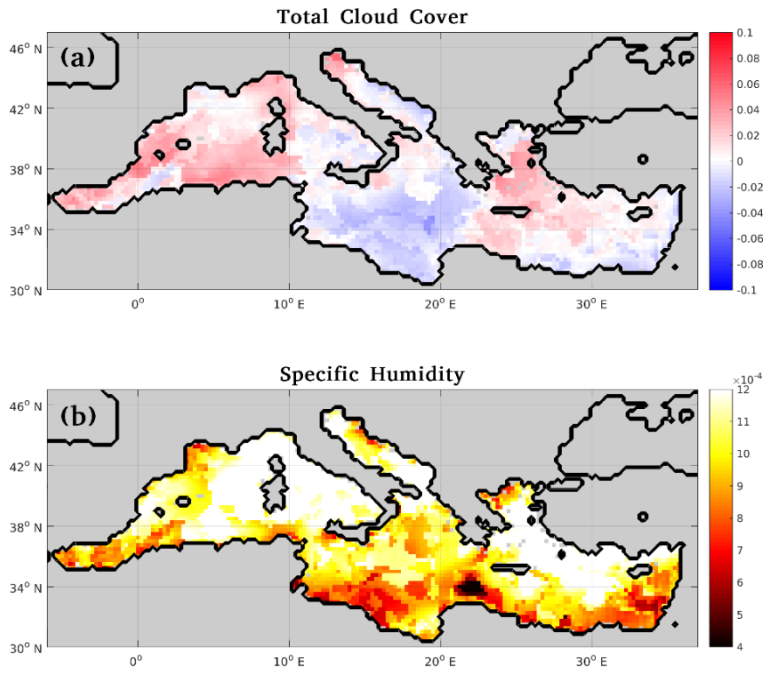 Total Cloud Cover
(a)
46° N
42° N
38° N
34° N
30° N
0°
10° E
20° E
30° E
0.1
0.08
0.06
0.04
0.02
0
-0.02
-0.04
-0.06
-0.08
-0.1
Specific Humidity
(b)
46° N
42° N
38° N
34° N
30° N
0°
10° E
20° E
30° E
×10⁻⁴
12
11
10
9
8
7
6
5
4